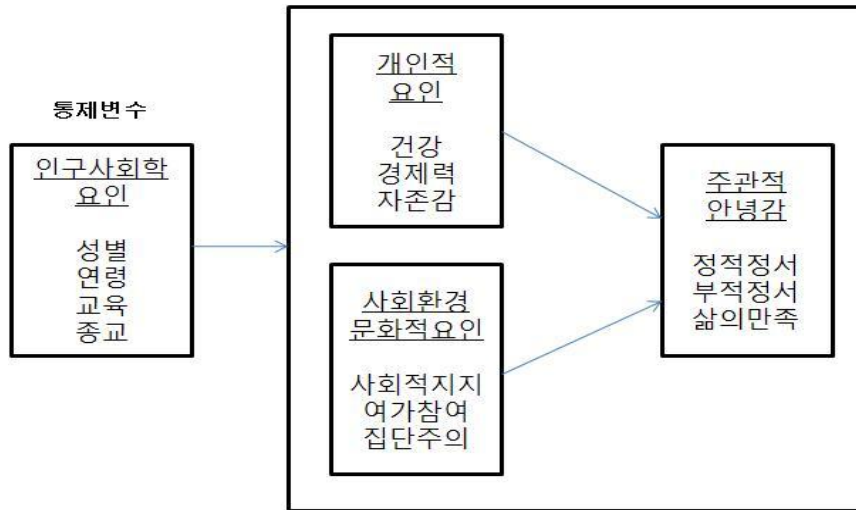 통제변수
인구사회학
요인
성별
연령
교육
종교
개인적
요인
건강
경제력
자존감
사회환경
문화적요인
사회적지지
여가참여
집단주의
주관적
안녕감
정적정서
부적정서
삶의만족